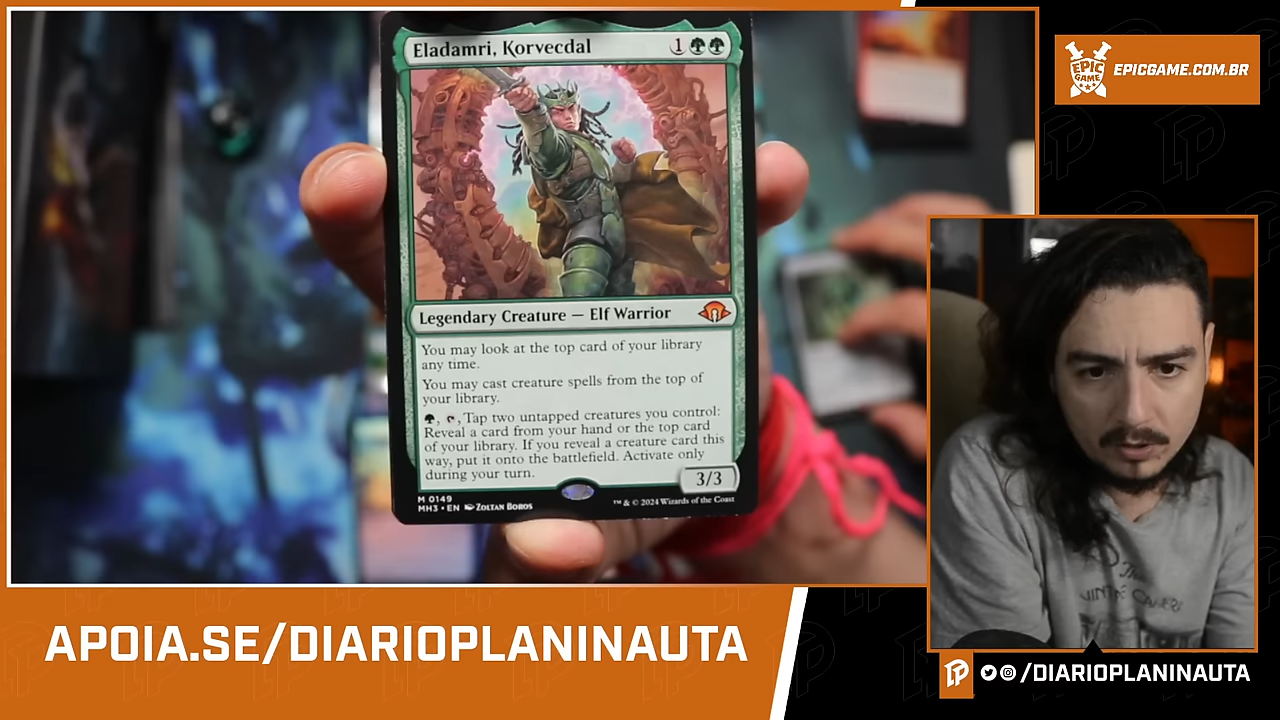 Eladamri, Korvecdal
1
Legendary Creature — Elf Warrior
You may look at the top card of your library
any time.
You may cast creature spells from the top of
your library.
, , Tap two untapped creatures you control:
Reveal a card from your hand or the top card
of your library. If you reveal a creature card this
way, put it onto the battlefield. Activate only
during your turn.
3/3
M 0149
MH3 • EN ZOLTAN BOROS
™ & © 2024 Wizards of the Coast
EPIC
GAME
EPICGAME.COM.BR
APOIA.SE/DIARIOPLANINAUTA
/DIARIOPLANINAUTA